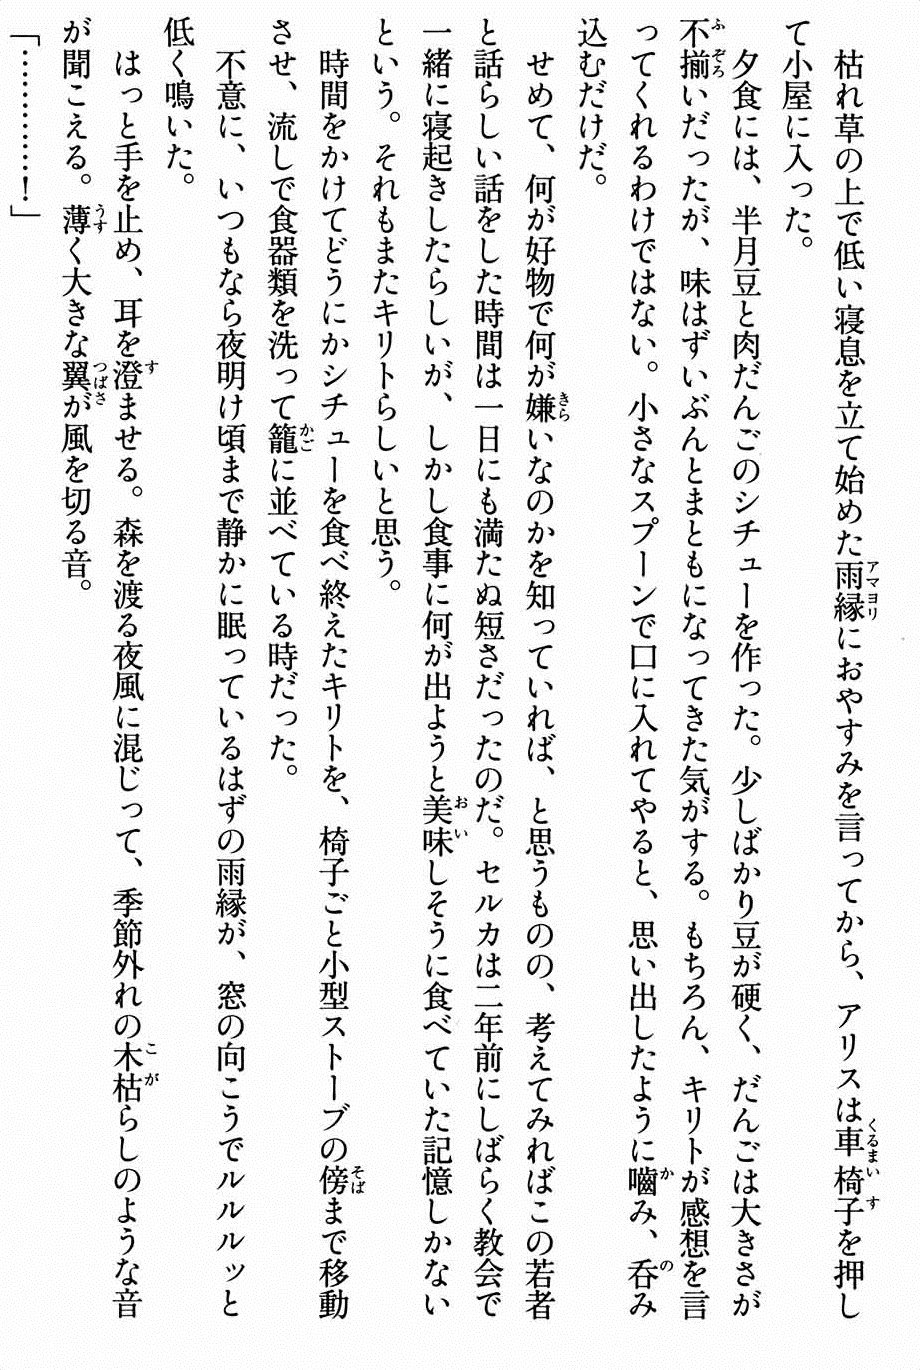 枯れ草の上で低い寝息を立て始めた雨縁におやすみを言ってから、アリスは車椅子を押し
て小屋に入った。
夕食には、半月豆と肉だんごのシチューを作った。少しばかり豆が硬く、だんごは大きさが
不揃いだったが、味はずいぶんとまともになってきた気がする。もちろん、キリトが感想を言
ってくれるわけではない。小さなスプーンで口に入れてやると、思い出したように嚙み、呑み
込むだけだ。
せめて、何が好物で何が嫌いなのかを知っていれば、と思うものの、考えてみればこの若者
と話らしい話をした時間は一日にも満たぬ短さだったのだ。セルカは二年前にしばらく教会で
一緒に寝起きしたらしいが、しかし食事に何が出ようと美味しそうに食べていた記憶しかない
という。それもまたキリトらしいと思う。
時間をかけてどうにかシチューを食べ終えたキリトを、椅子ごと小型ストーブの傍まで移動
させ、流しで食器類を洗って籠に並べている時だった。
不意に、いつもなら夜明け頃まで静かに眠っているはずの雨縁が、窓の向こうでルルルッと
低く鳴いた。
はっと手を止め、耳を澄ませる。森を渡る夜風に混じって、季節外れの木枯らしのような音
が聞こえる。薄く大きな翼が風を切る音。
「…………！」